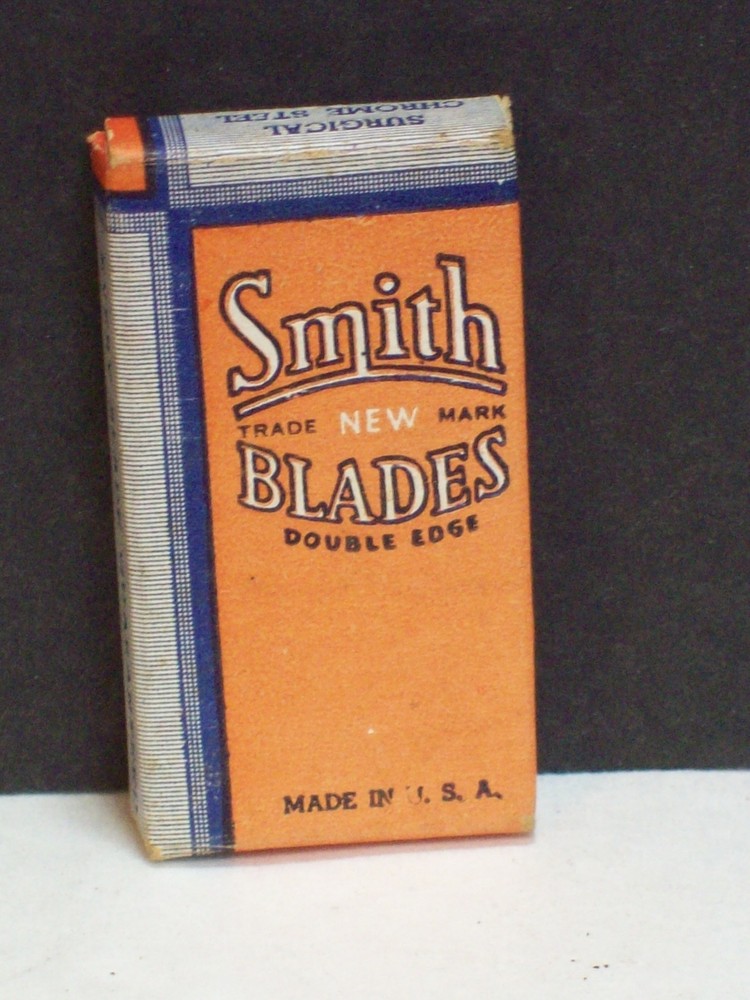 SURGICAL
CHROME STEEL
Smith
TRADE NEW MARK
BLADES
DOUBLE EDGE
MADE IN U. S. A.